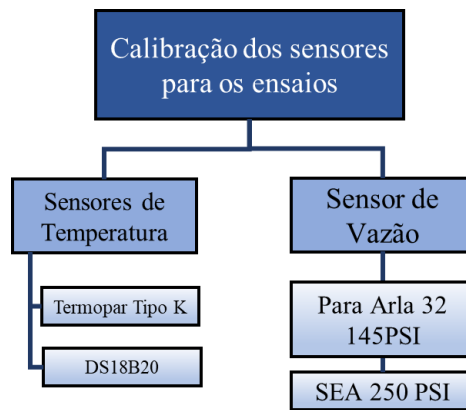 Calibração dos sensores
para os ensaios
Sensores de
Temperatura
Termopar Tipo K
DS18B20
Sensor de
Vazão
Para Arla 32
145PSI
SEA 250 PSI